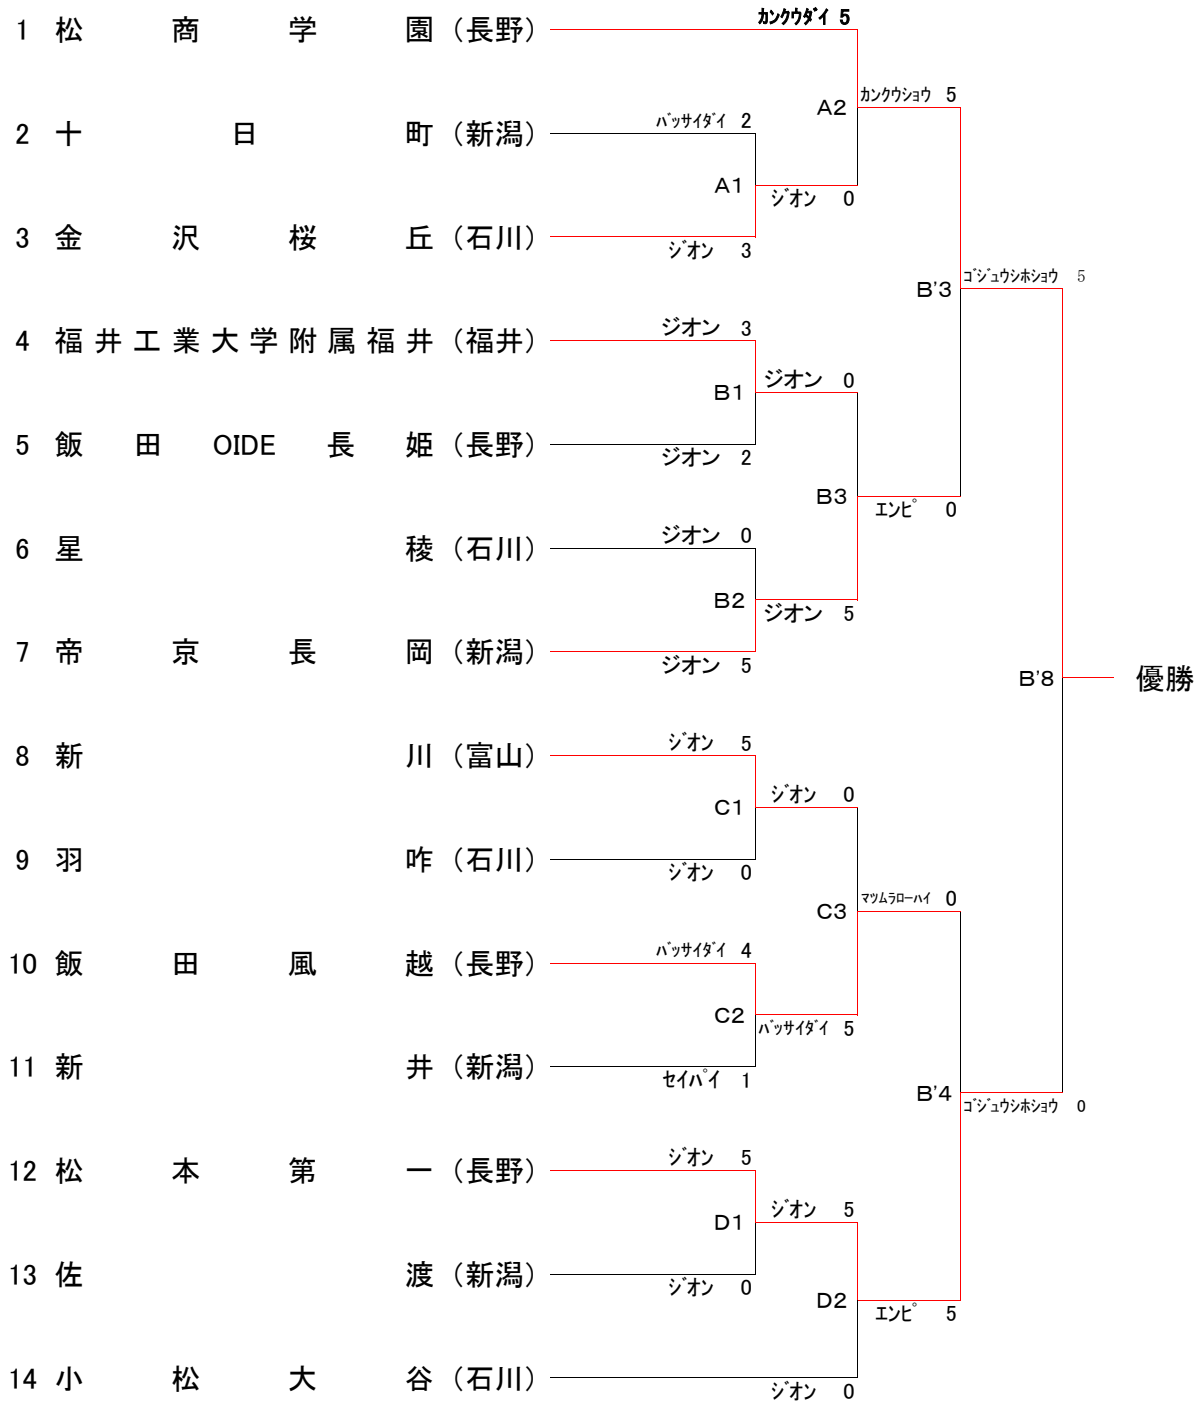 カンクウダイ 5
1 松商学園（長野）
カンクウショウ 5
A2
バッサイダイ 2
2 十日町（新潟）
A1
ジオン 0
3 金沢桜丘（石川）
ジオン 3
ゴジュウシホショウ 5
B'3
ジオン 3
4 福井工業大学附属福井（福井）
ジオン 0
B1
5 飯田OIDE長姫（長野）
ジオン 2
B3
エンピ 0
ジオン 0
6 星稜（石川）
B2
ジオン 5
7 帝京長岡（新潟）
ジオン 5
B'8 優勝
ジオン 5
8 新川（富山）
ジオン 0
C1
9 羽咋（石川）
ジオン 0
マツムラローハイ 0
C3
バッサイダイ 4
10 飯田風越（長野）
C2
バッサイダイ 5
11 新井（新潟）
セイパイ 1
B'4
ゴジュウシホショウ 0
ジオン 5
12 松本第一（長野）
ジオン 5
D1
13 佐渡（新潟）
ジオン 0
D2
エンピ 5
14 小松大谷（石川）
ジオン 0